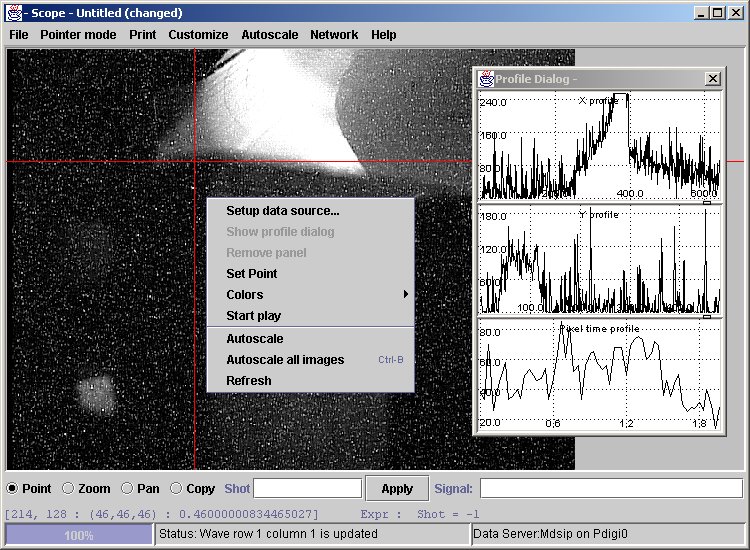 - Scope - Untitled (changed)
File Pointer mode Print Customize Autoscale Network Help
Profile Dialog -
X profile
240.0
160.0
80.0
400.0
Y profile
180.0
120.0
60.0
100.0
Pixel time profile
80.0
60.0
40.0
20.0
0,6 1,2 1,8
Setup data source...
Show profile dialog
Remove panel
Set Point
Colors
Start play
Autoscale
Autoscale all images Ctrl-B
Refresh
Point Zoom Pan Copy Shot Apply Signal:
[214, 128 : (46,46,46) : 0.46000000834465027] Expr : Shot = -1
100% Status: Wave row 1 column 1 is updated Data Server:Mdsip on Pdigi0